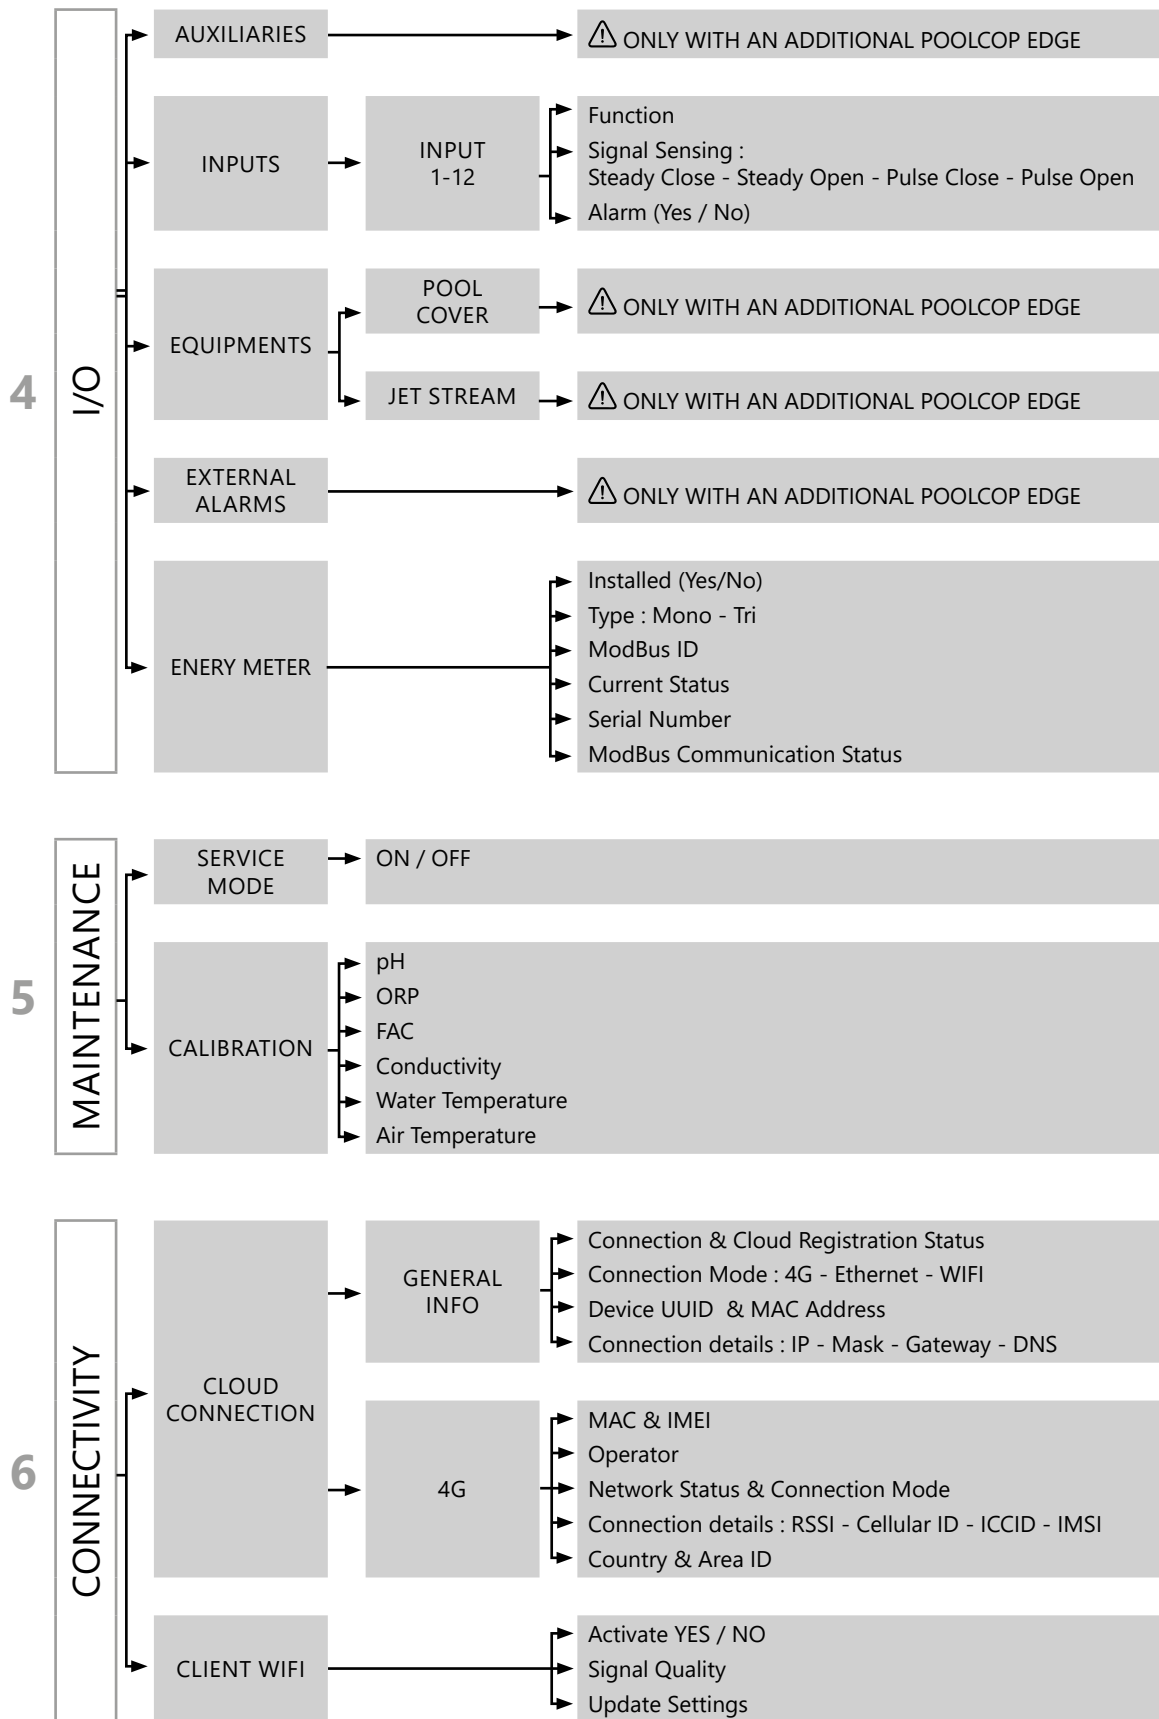 4
I/O
AUXILIARIES
⚠ ONLY WITH AN ADDITIONAL POOLCOP EDGE
INPUTS
INPUT
1-12
Function
Signal Sensing :
Steady Close - Steady Open - Pulse Close - Pulse Open
Alarm (Yes / No)
EQUIPMENTS
POOL
COVER
⚠ ONLY WITH AN ADDITIONAL POOLCOP EDGE
JET STREAM
⚠ ONLY WITH AN ADDITIONAL POOLCOP EDGE
EXTERNAL
ALARMS
⚠ ONLY WITH AN ADDITIONAL POOLCOP EDGE
ENERY METER
Installed (Yes/No)
Type : Mono - Tri
ModBus ID
Current Status
Serial Number
ModBus Communication Status
5
MAINTENANCE
SERVICE
MODE
ON / OFF
CALIBRATION
pH
ORP
FAC
Conductivity
Water Temperature
Air Temperature
6
CONNECTIVITY
CLOUD
CONNECTION
GENERAL
INFO
Connection & Cloud Registration Status
Connection Mode : 4G - Ethernet - WIFI
Device UUID & MAC Address
Connection details : IP - Mask - Gateway - DNS
4G
MAC & IMEI
Operator
Network Status & Connection Mode
Connection details : RSSI - Cellular ID - ICCID - IMSI
Country & Area ID
CLIENT WIFI
Activate YES / NO
Signal Quality
Update Settings